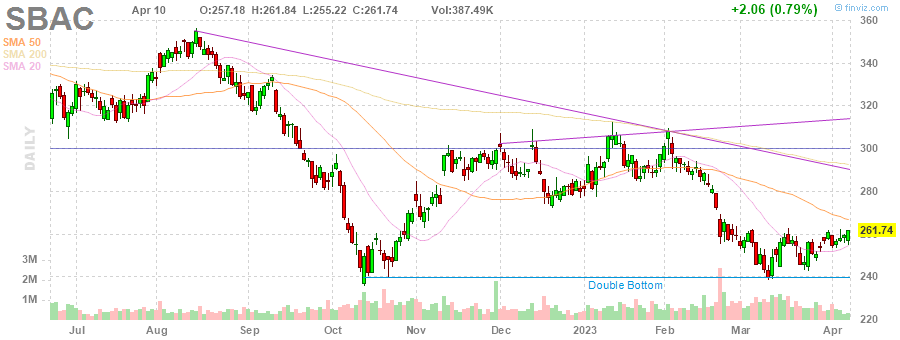 SBAC Apr 10 O:257.18 H:261.84 L:255.22 C:261.74 Vol:387.49K +2.06 (0.79%) © finviz.com
SMA 50
SMA 200
SMA 20
DAILY
360
340
320
300
280
261.74
260
240
220
3M
2M
1M
Double Bottom
Jul Aug Sep Oct Nov Dec 2023 Feb Mar Apr